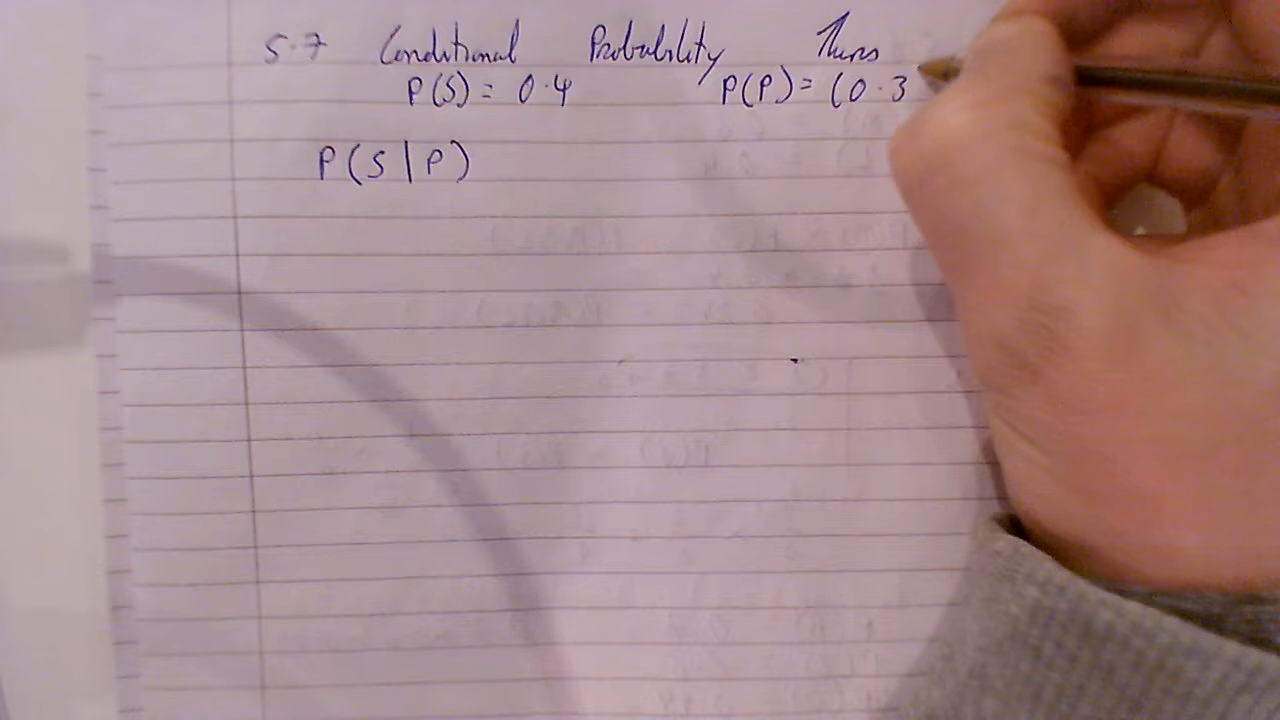 5.7 Conditional Probability Thurs
P(S) = 0.4 P(P) = (0.3
P(S|P)